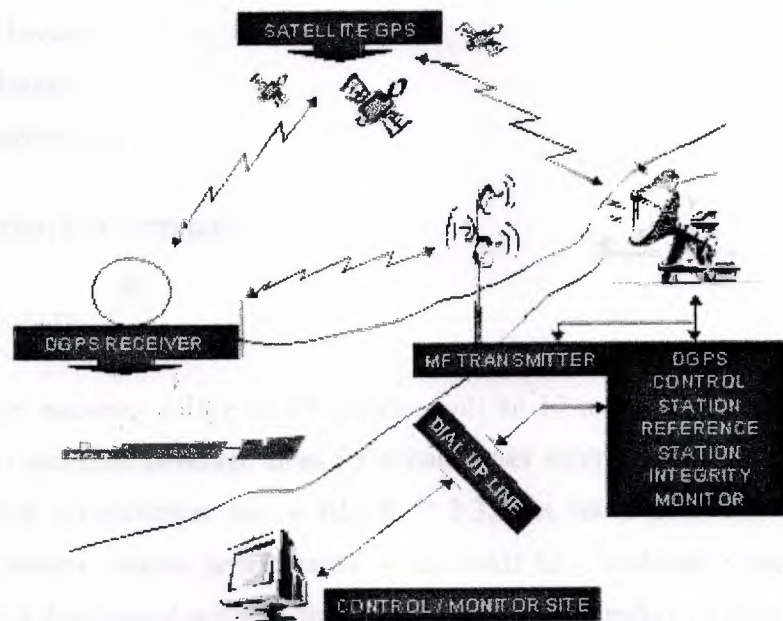 SATELLITE GPS
DGPS RECEIVER
MF TRANSMITTER
DGPS
CONTROL
STATION
REFERENCE
STATION
INTEGRITY
MONITOR
DIAL UP LINE
CONTROL / MONITOR SITE